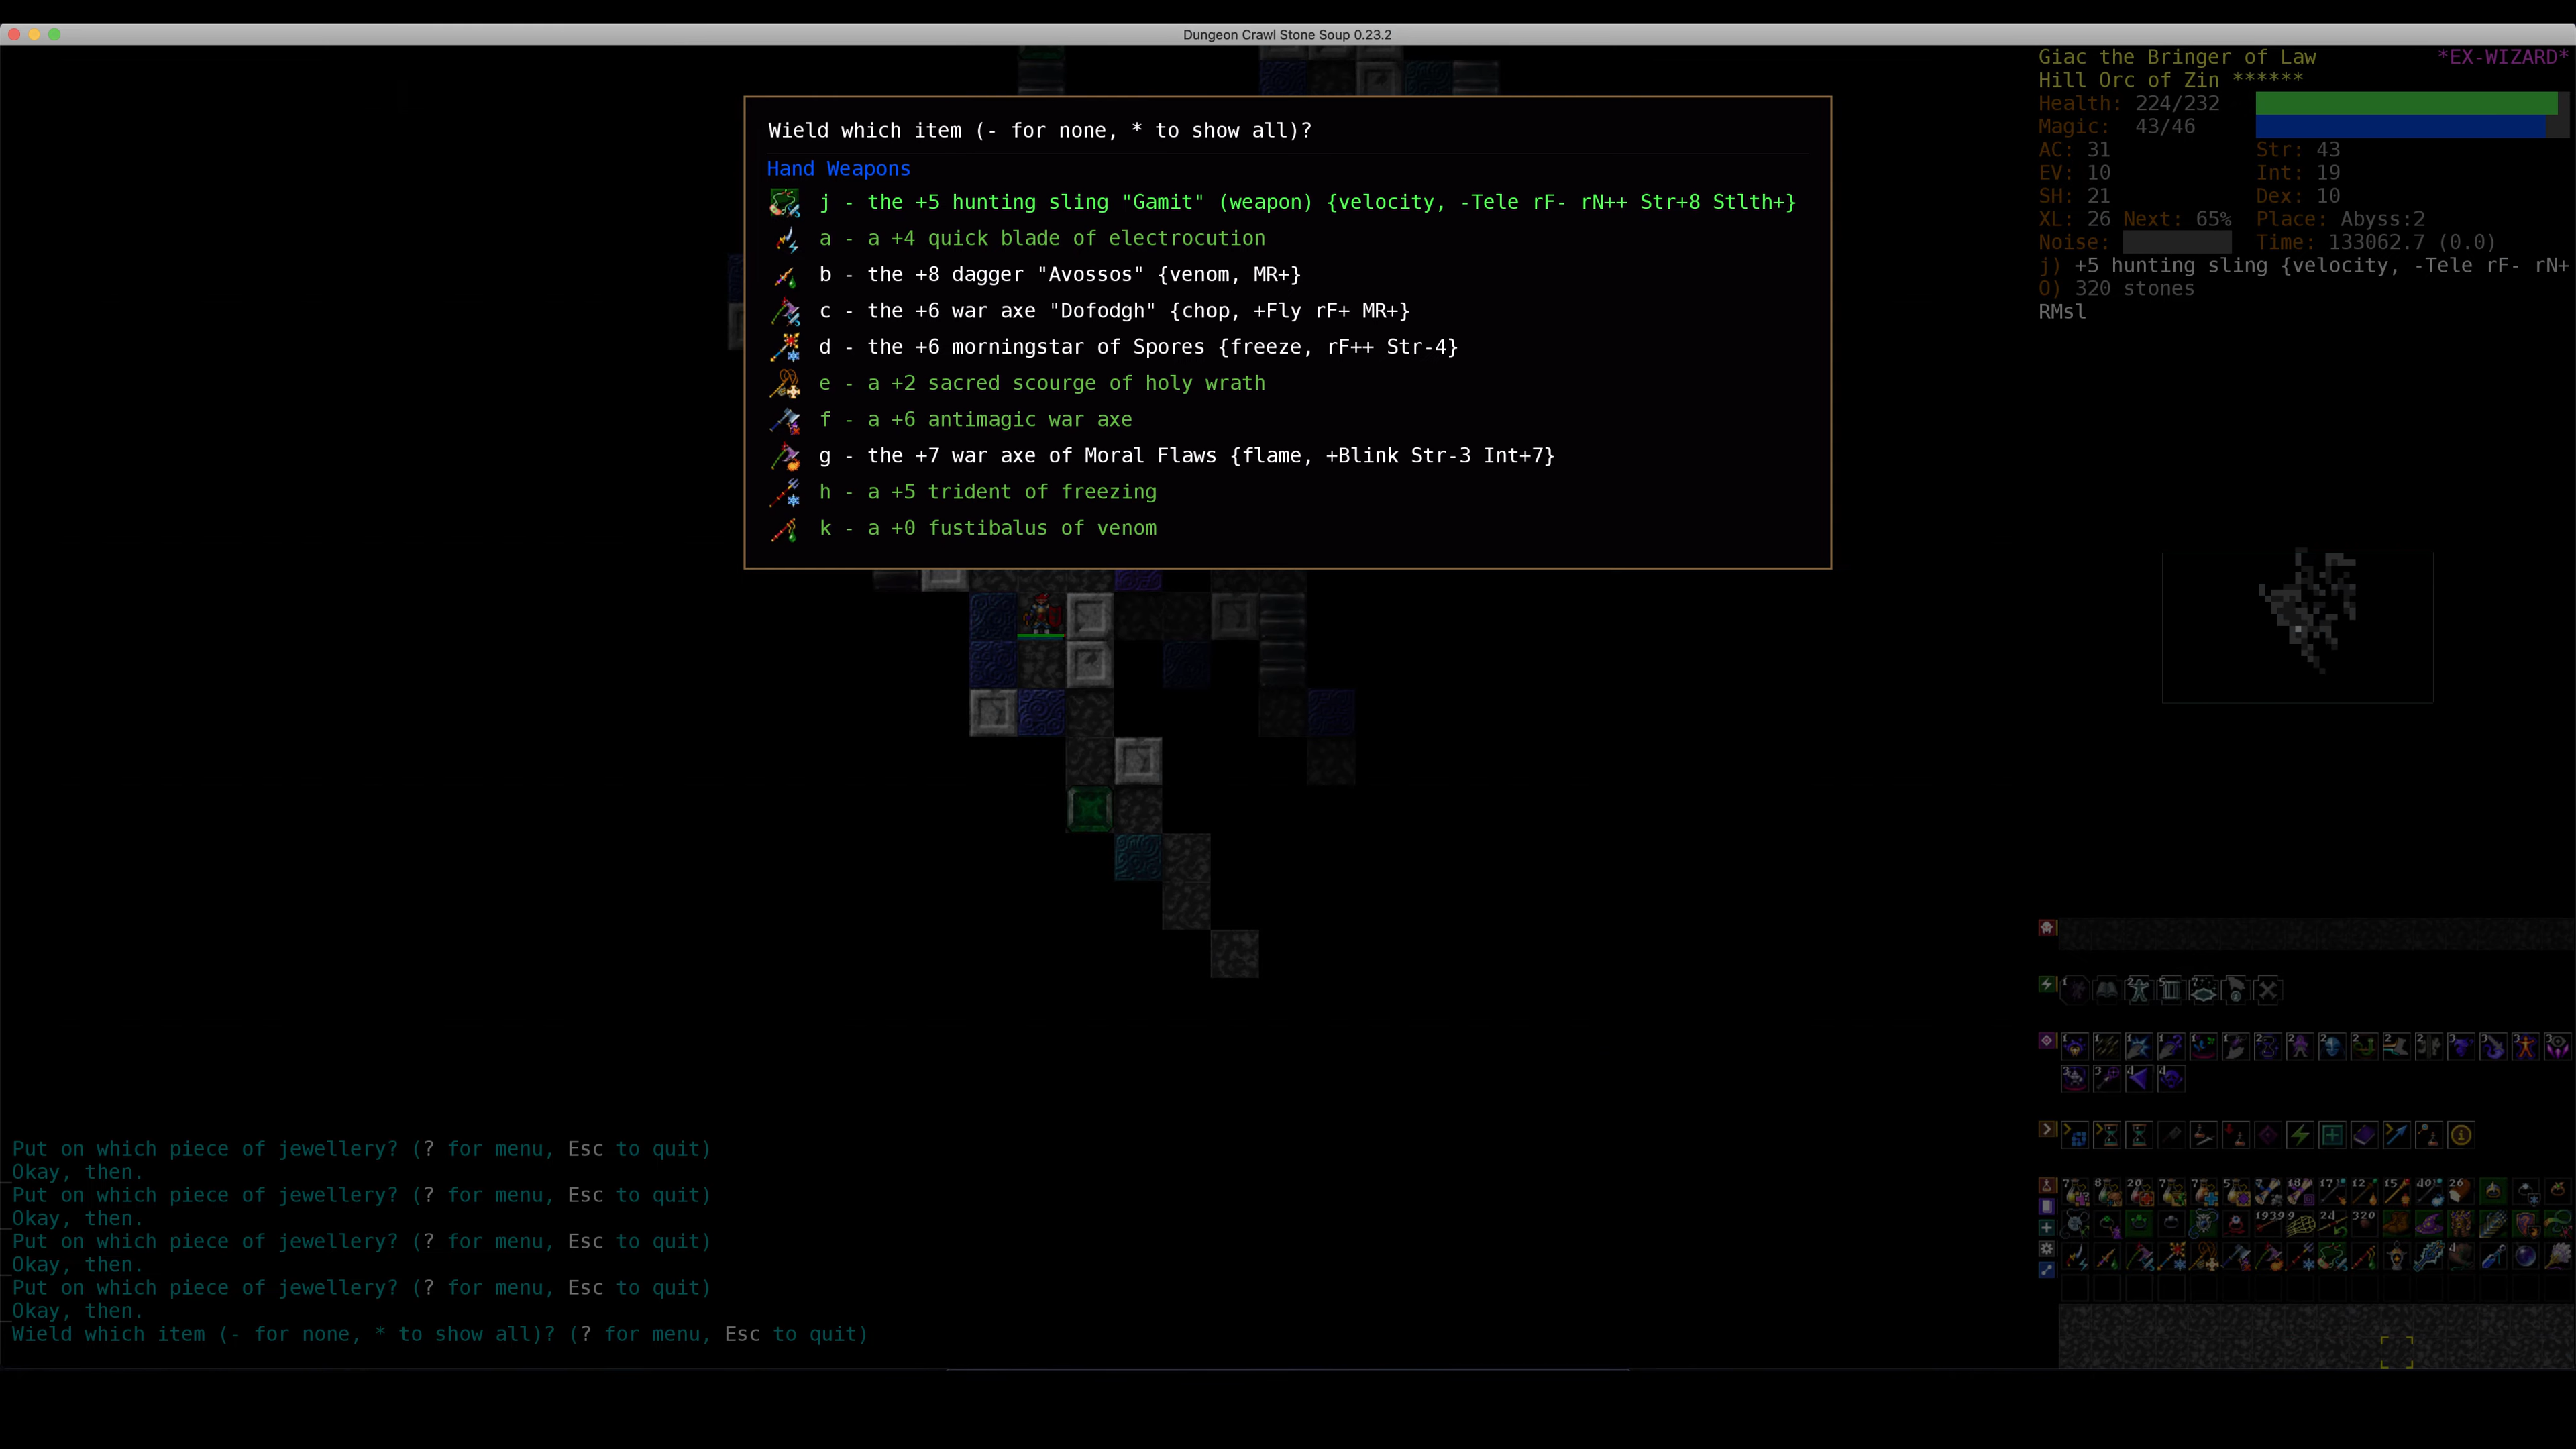 Dungeon Crawl Stone Soup 0.23.2
Giac the Bringer of Law *EX-WIZARD*
Hill Orc of Zin ******
Health: 224/232
Magic: 43/46
AC: 31 Str: 43
EV: 10 Int: 19
SH: 21 Dex: 10
XL: 26 Next: 65% Place: Abyss:2
Noise: Time: 133062.7 (0.0)
j) +5 hunting sling {velocity, -Tele rF- rN+
O) 320 stones
RMsl
Wield which item (- for none, * to show all)?
Hand Weapons
j - the +5 hunting sling "Gamit" (weapon) {velocity, -Tele rF- rN++ Str+8 Stlth+}
a - a +4 quick blade of electrocution
b - the +8 dagger "Avossos" {venom, MR+}
c - the +6 war axe "Dofodgh" {chop, +Fly rF+ MR+}
d - the +6 morningstar of Spores {freeze, rF++ Str-4}
e - a +2 sacred scourge of holy wrath
f - a +6 antimagic war axe
g - the +7 war axe of Moral Flaws {flame, +Blink Str-3 Int+7}
h - a +5 trident of freezing
k - a +0 fustibalus of venom
Put on which piece of jewellery? (? for menu, Esc to quit)
Okay, then.
_Put on which piece of jewellery? (? for menu, Esc to quit)
Okay, then.
_Put on which piece of jewellery? (? for menu, Esc to quit)
Okay, then.
_Put on which piece of jewellery? (? for menu, Esc to quit)
Okay, then.
_Wield which item (- for none, * to show all)? (? for menu, Esc to quit)